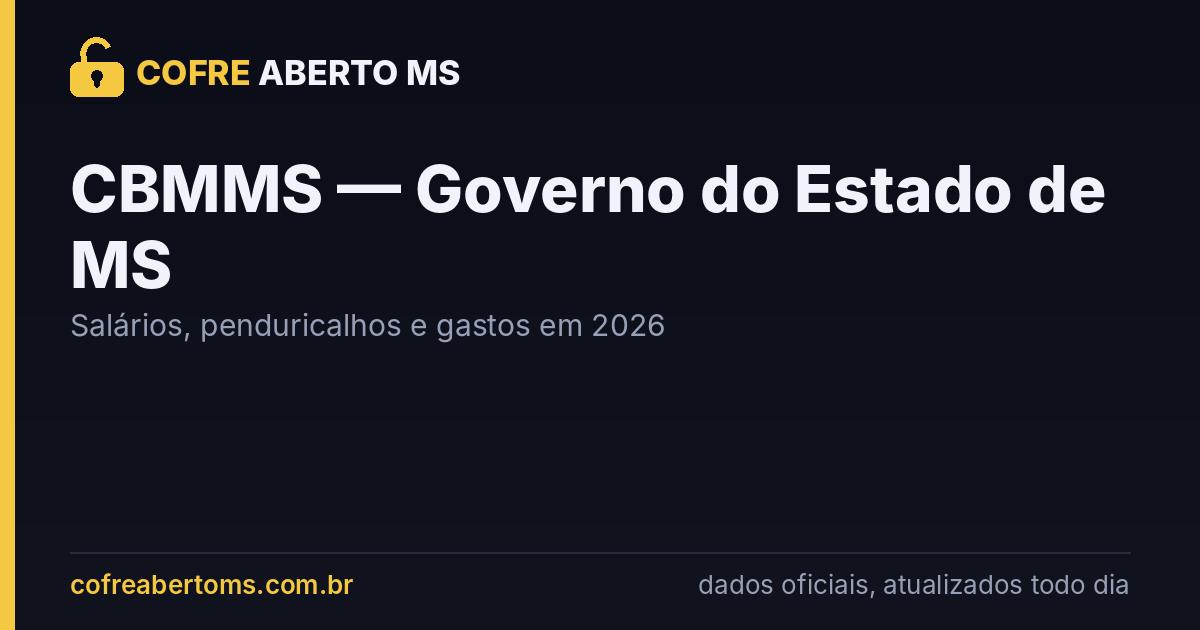 COFRE ABERTO MS
CBMMS — Governo do Estado de
MS
Salários, penduricalhos e gastos em 2026
cofreabertoms.com.br
dados oficiais, atualizados todo dia